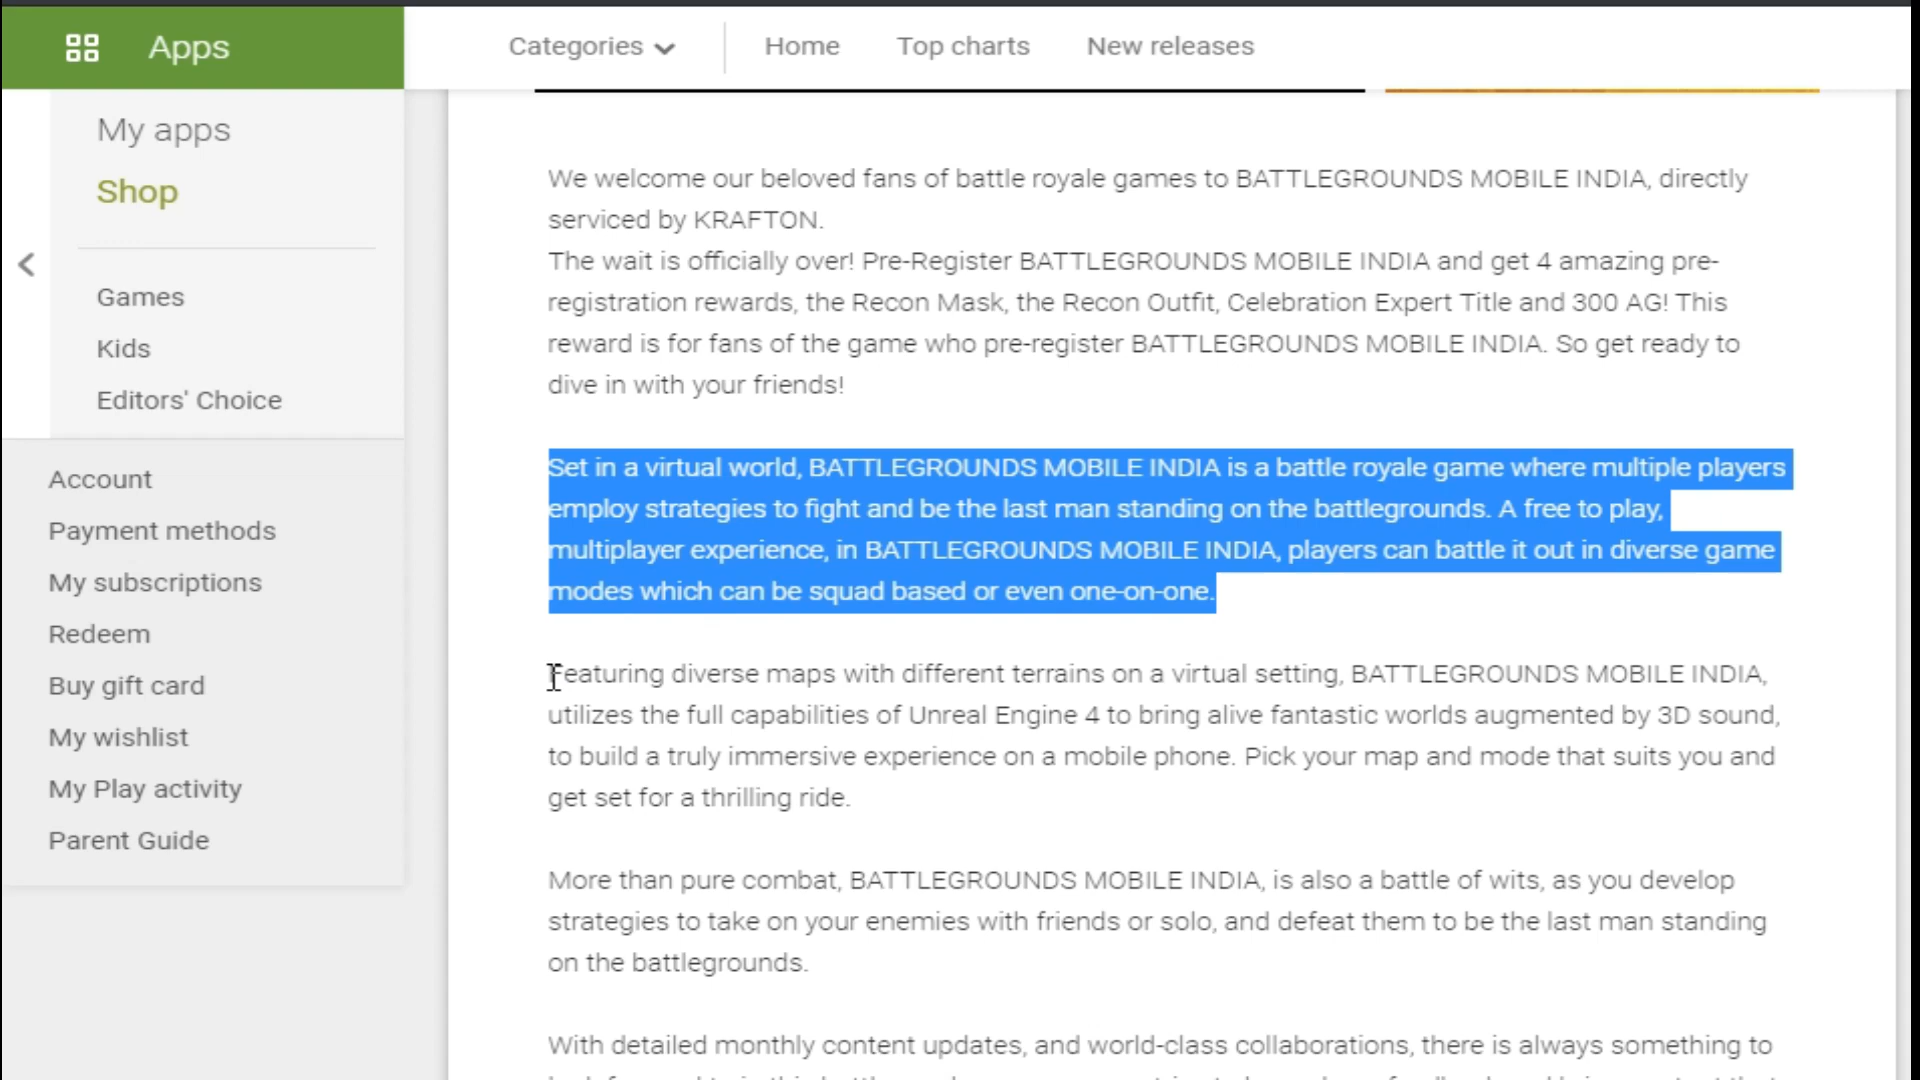 Apps
Categories
Home
Top charts
New releases
My apps
Shop
Games
Kids
Editors' Choice
Account
Payment methods
My subscriptions
Redeem
Buy gift card
My wishlist
My Play activity
Parent Guide
We welcome our beloved fans of battle royale games to BATTLEGROUNDS MOBILE INDIA, directly
serviced by KRAFTON.
The wait is officially over! Pre-Register BATTLEGROUNDS MOBILE INDIA and get 4 amazing pre-
registration rewards, the Recon Mask, the Recon Outfit, Celebration Expert Title and 300 AG! This
reward is for fans of the game who pre-register BATTLEGROUNDS MOBILE INDIA. So get ready to
dive in with your friends!
Set in a virtual world, BATTLEGROUNDS MOBILE INDIA is a battle royale game where multiple players
employ strategies to fight and be the last man standing on the battlegrounds. A free to play,
multiplayer experience, in BATTLEGROUNDS MOBILE INDIA, players can battle it out in diverse game
modes which can be squad based or even one-on-one.
Featuring diverse maps with different terrains on a virtual setting, BATTLEGROUNDS MOBILE INDIA,
utilizes the full capabilities of Unreal Engine 4 to bring alive fantastic worlds augmented by 3D sound,
to build a truly immersive experience on a mobile phone. Pick your map and mode that suits you and
get set for a thrilling ride.
More than pure combat, BATTLEGROUNDS MOBILE INDIA, is also a battle of wits, as you develop
strategies to take on your enemies with friends or solo, and defeat them to be the last man standing
on the battlegrounds.
With detailed monthly content updates, and world-class collaborations, there is always something to